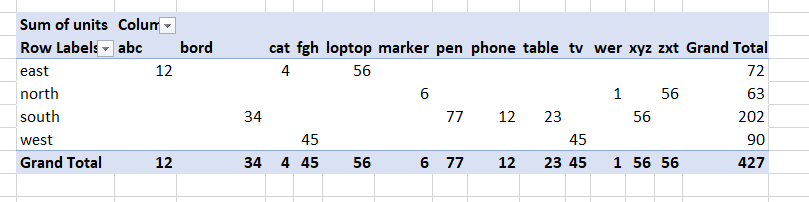 Sum of units Colum
Row Labels abc bord cat fgh loptop marker pen phone table tv wer xyz zxt Grand Total
east 12 4 56 72
north 6 1 56 63
south 34 77 12 23 56 202
west 45 45 90
Grand Total 12 34 4 45 56 6 77 12 23 45 1 56 56 427